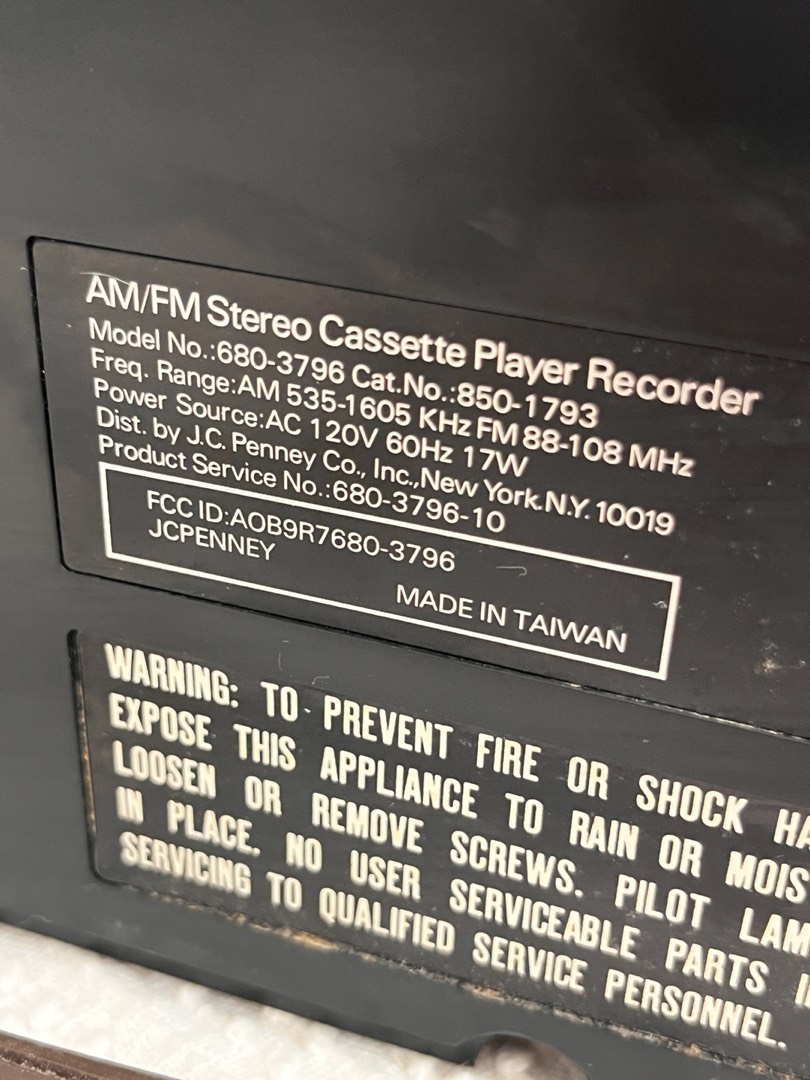 AM/FM Stereo Cassette Player Recorder
Model No.:680-3796 Cat.No.:850-1793
Freq. Range:AM 535-1605 KHz FM 88-108 MHz
Power Source:AC 120V 60Hz 17W
Dist. by J.C. Penney Co., Inc.,New York.N.Y. 10019
Product Service No.:680-3796-10
FCC ID:AOB9R7680-3796
JCPENNEY
MADE IN TAIWAN
WARNING: TO PREVENT FIRE OR SHOCK
EXPOSE THIS APPLIANCE TO RAIN OR
LOOSEN OR REMOVE SCREWS. PILOT
IN PLACE. NO USER SERVICEABLE PARTS
SERVICING TO QUALIFIED SERVICE PERSONNEL.